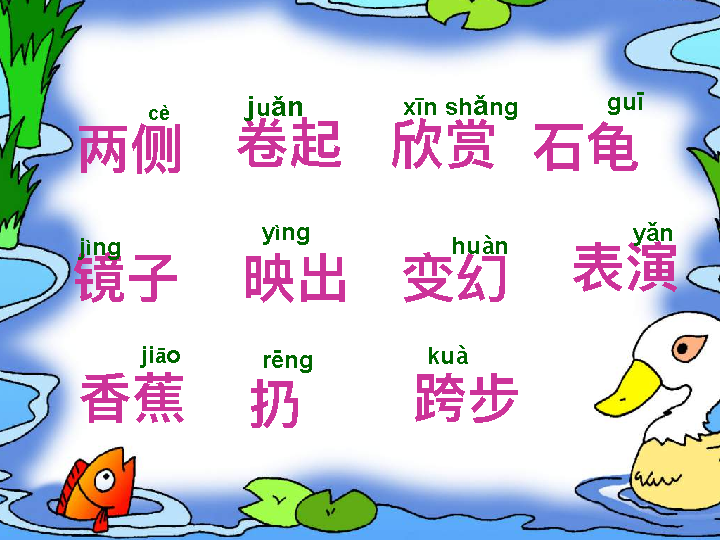 cè juǎn xīn shǎng guī
两侧 卷起 欣赏 石龟
jìng yìng huàn yǎn
镜子 映出 变幻 表演
jiāo rēng kuà
香蕉 扔 跨步